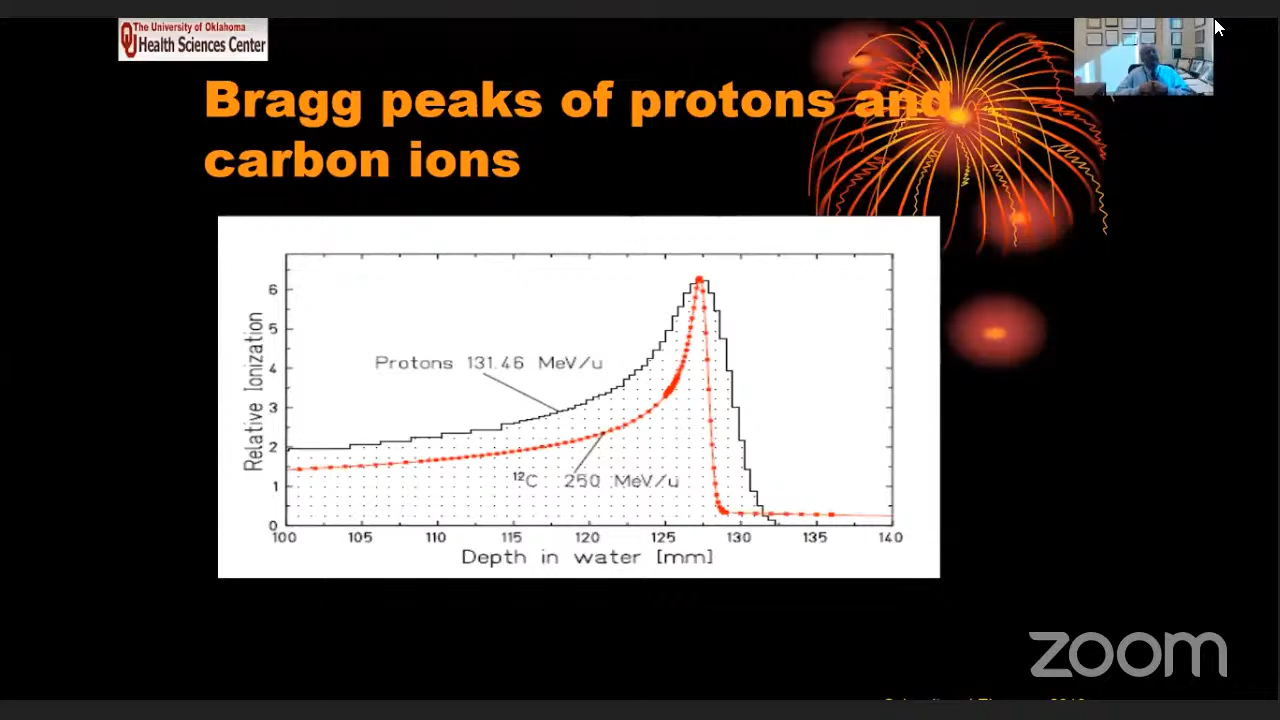 The University of Oklahoma
Health Sciences Center
Bragg peaks of protons and
carbon ions
Relative Ionization
6
5
4
3
2
1
0
Protons 131.46 MeV/u
¹²C 250 MeV/u
100 105 110 115 120 125 130 135 140
Depth in water [mm]
zoom